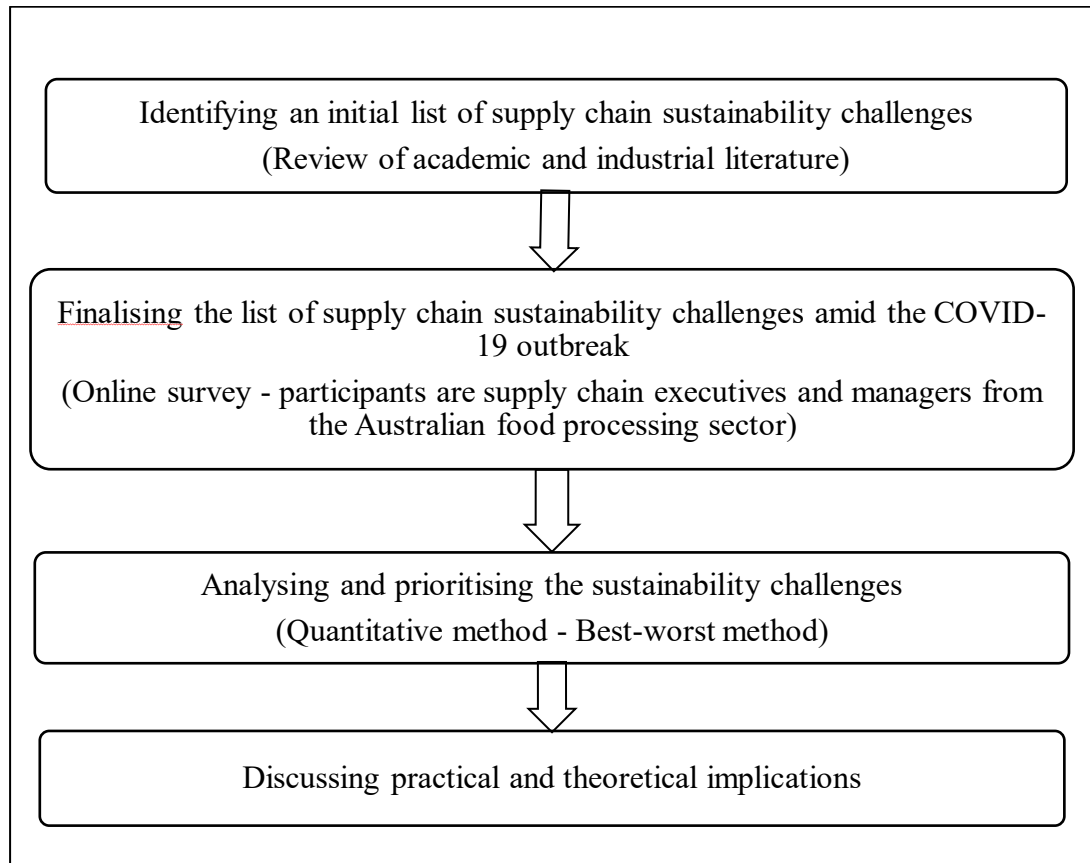 Identifying an initial list of supply chain sustainability challenges
(Review of academic and industrial literature)
Finalising the list of supply chain sustainability challenges amid the COVID-
19 outbreak
(Online survey - participants are supply chain executives and managers from
the Australian food processing sector)
Analysing and prioritising the sustainability challenges
(Quantitative method - Best-worst method)
Discussing practical and theoretical implications